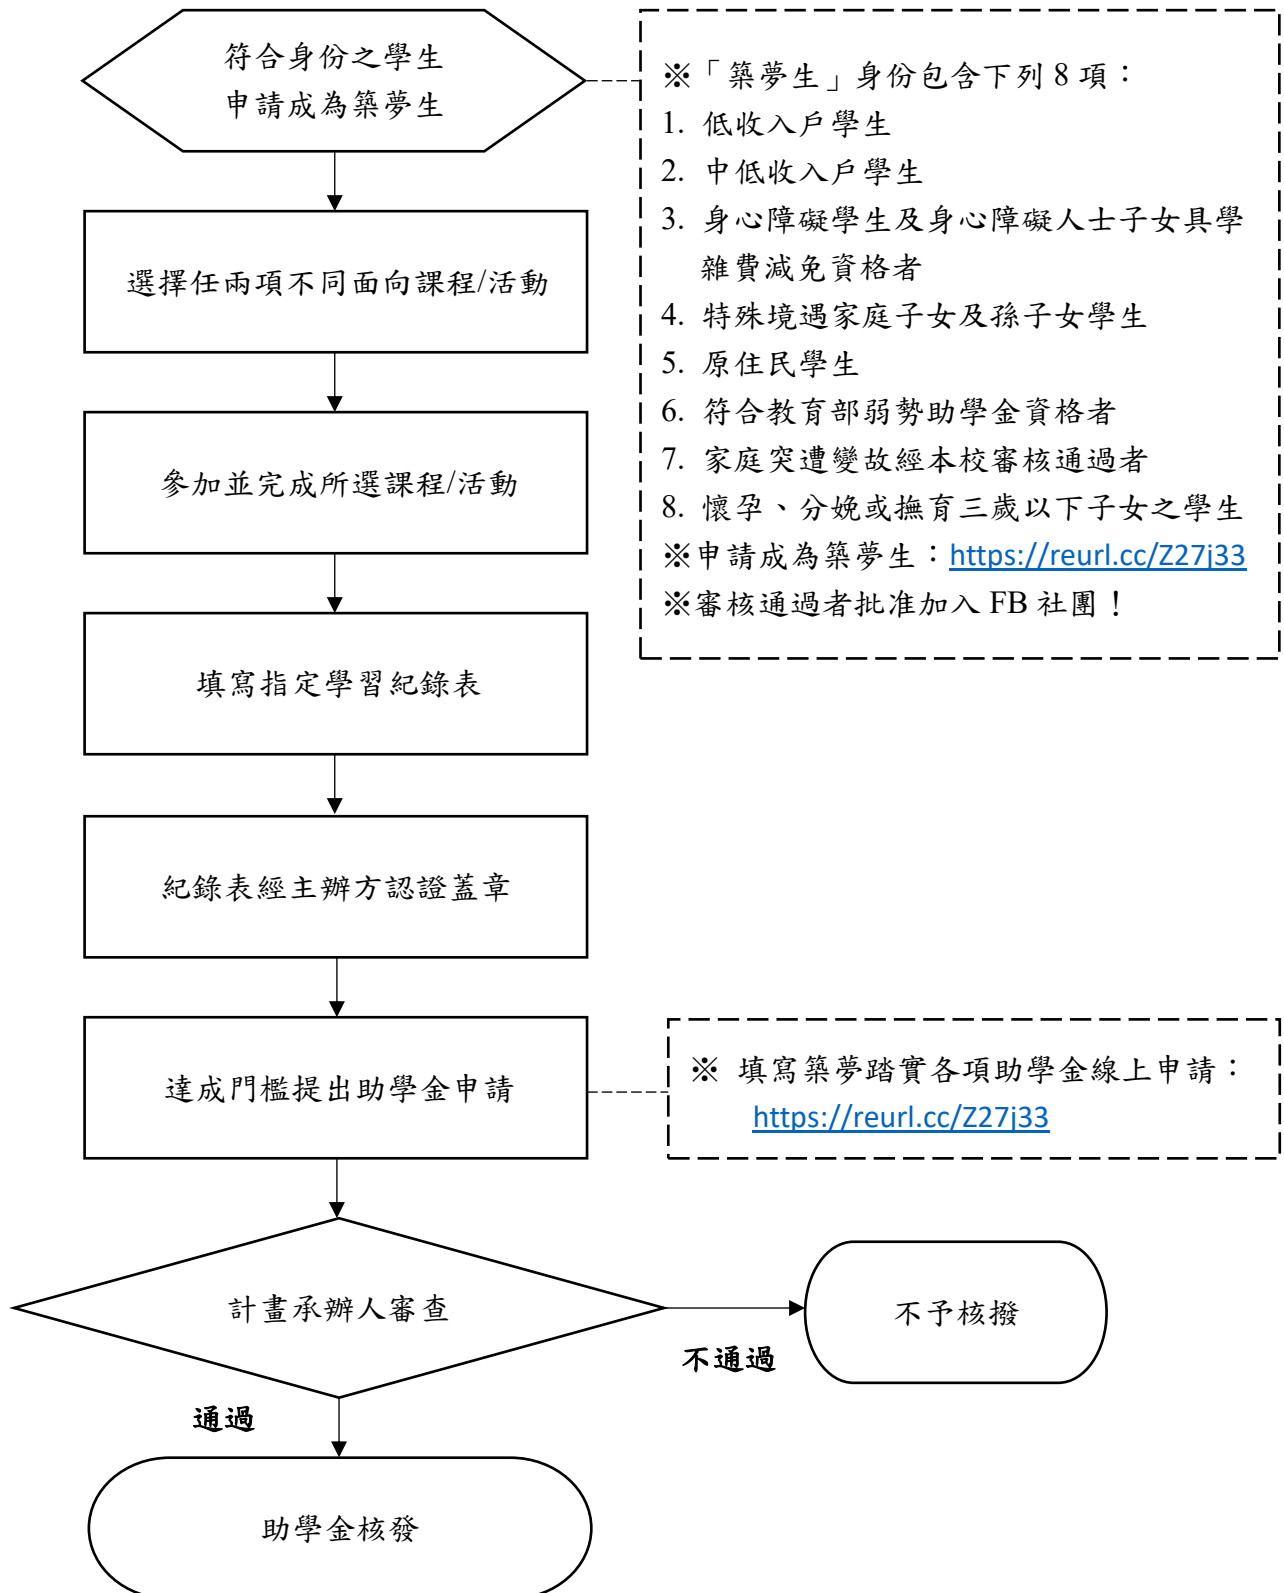 符合身份之學生
申請成為築夢生
※「築夢生」身份包含下列 8 項：
1. 低收入戶學生
2. 中低收入戶學生
3. 身心障礙學生及身心障礙人士子女具學
雜費減免資格者
4. 特殊境遇家庭子女及孫子女學生
5. 原住民學生
6. 符合教育部弱勢助學金資格者
7. 家庭突遭變故經本校審核通過者
8. 懷孕、分娩或撫育三歲以下子女之學生
※申請成為築夢生：https://reurl.cc/Z27j33
※審核通過者批准加入 FB 社團！
選擇任兩項不同面向課程/活動
參加並完成所選課程/活動
填寫指定學習紀錄表
紀錄表經主辦方認證蓋章
達成門檻提出助學金申請
※ 填寫築夢踏實各項助學金線上申請：
https://reurl.cc/Z27j33
計畫承辦人審查
不予核撥
不通過
通過
助學金核發